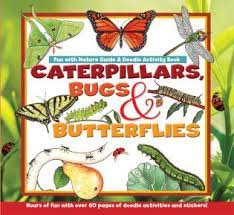 Fun with Nature Guide & Doodle Activity Book
CATERPILLARS,
BUGS
&
BUTTERFLIES
Hours of fun with over 60 pages of doodle activities and stickers!